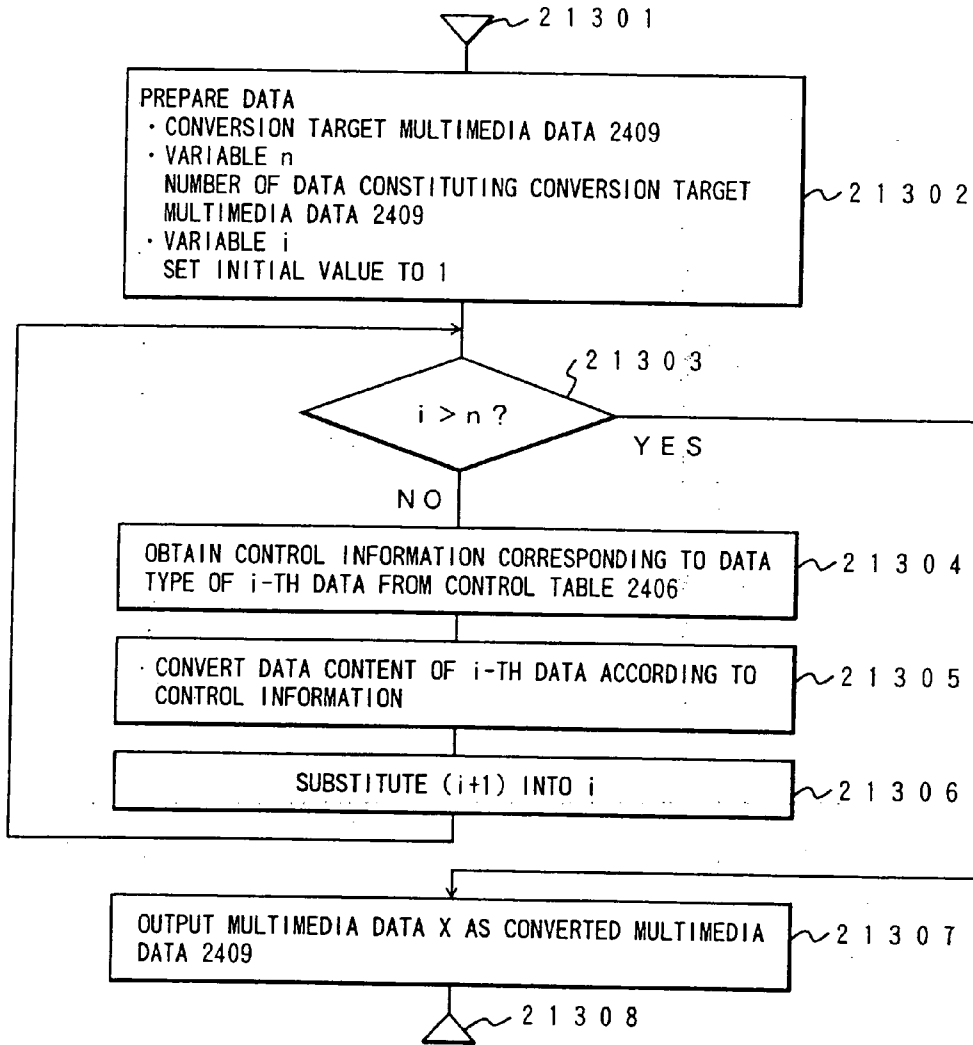 21301
PREPARE DATA
・CONVERSION TARGET MULTIMEDIA DATA 2409
・VARIABLE n
NUMBER OF DATA CONSTITUTING CONVERSION TARGET
MULTIMEDIA DATA 2409
・VARIABLE i
SET INITIAL VALUE TO 1
21302
21303
i > n ?
YES
NO
OBTAIN CONTROL INFORMATION CORRESPONDING TO DATA
TYPE OF i-TH DATA FROM CONTROL TABLE 2406
21304
・CONVERT DATA CONTENT OF i-TH DATA ACCORDING TO
CONTROL INFORMATION
21305
SUBSTITUTE (i+1) INTO i
21306
OUTPUT MULTIMEDIA DATA X AS CONVERTED MULTIMEDIA
DATA 2409
21307
21308